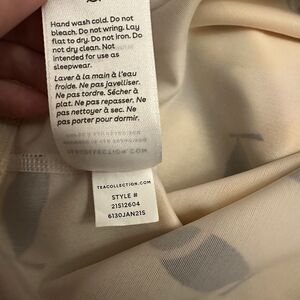 Hand wash cold. Do not
bleach. Do not wring. Lay
flat to dry. Do not iron. Do
not dry clean. Not
intended for use as
sleepwear.
Laver à la main à l'eau
froide. Ne pas javelliser.
Ne pas tordre. Sécher à
plat. Ne pas repasser. Ne
pas nettoyer à sec. Ne
pas porter pour dormir.
TEACOLLECTION.COM
STYLE #
21S12604
6130JAN21S